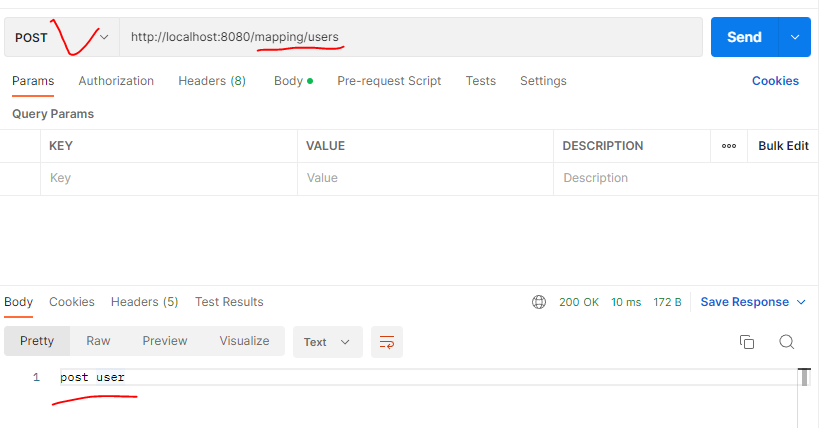 POST http://localhost:8080/mapping/users Send
Params Authorization Headers (8) Body Pre-request Script Tests Settings Cookies
Query Params
KEY VALUE DESCRIPTION ooo Bulk Edit
Key Value Description
Body Cookies Headers (5) Test Results 200 OK 10 ms 172 B Save Response
Pretty Raw Preview Visualize Text
1 post user